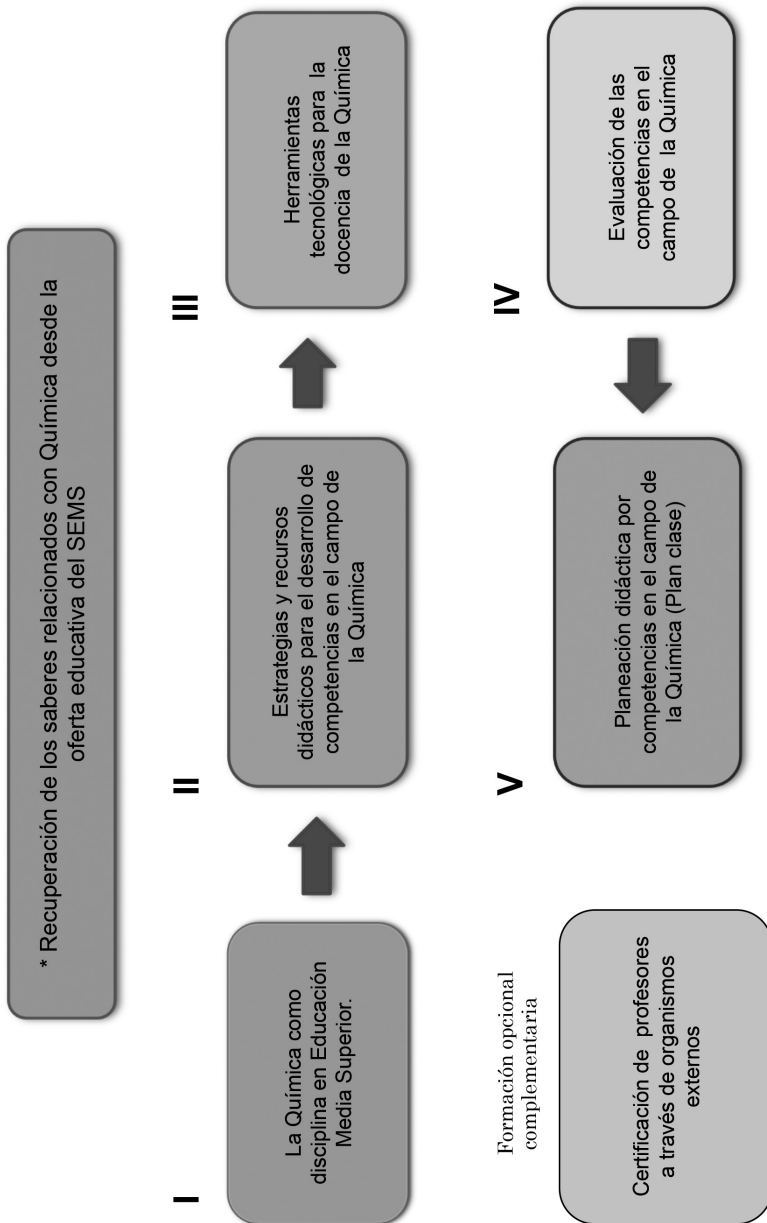 * Recuperación de los saberes relacionados con Química desde la
oferta educativa del SEMS
I
La Química como
disciplina en Educación
Media Superior.
II
Estrategias y recursos
didácticos para el desarrollo de
competencias en el campo de
la Química
III
Herramientas
tecnológicas para la
docencia de la Química
IV
Evaluación de las
competencias en el
campo de la Química
V
Planeación didáctica por
competencias en el campo de
la Química (Plan clase)
Formación opcional
complementaria
Certificación de profesores
a través de organismos
externos